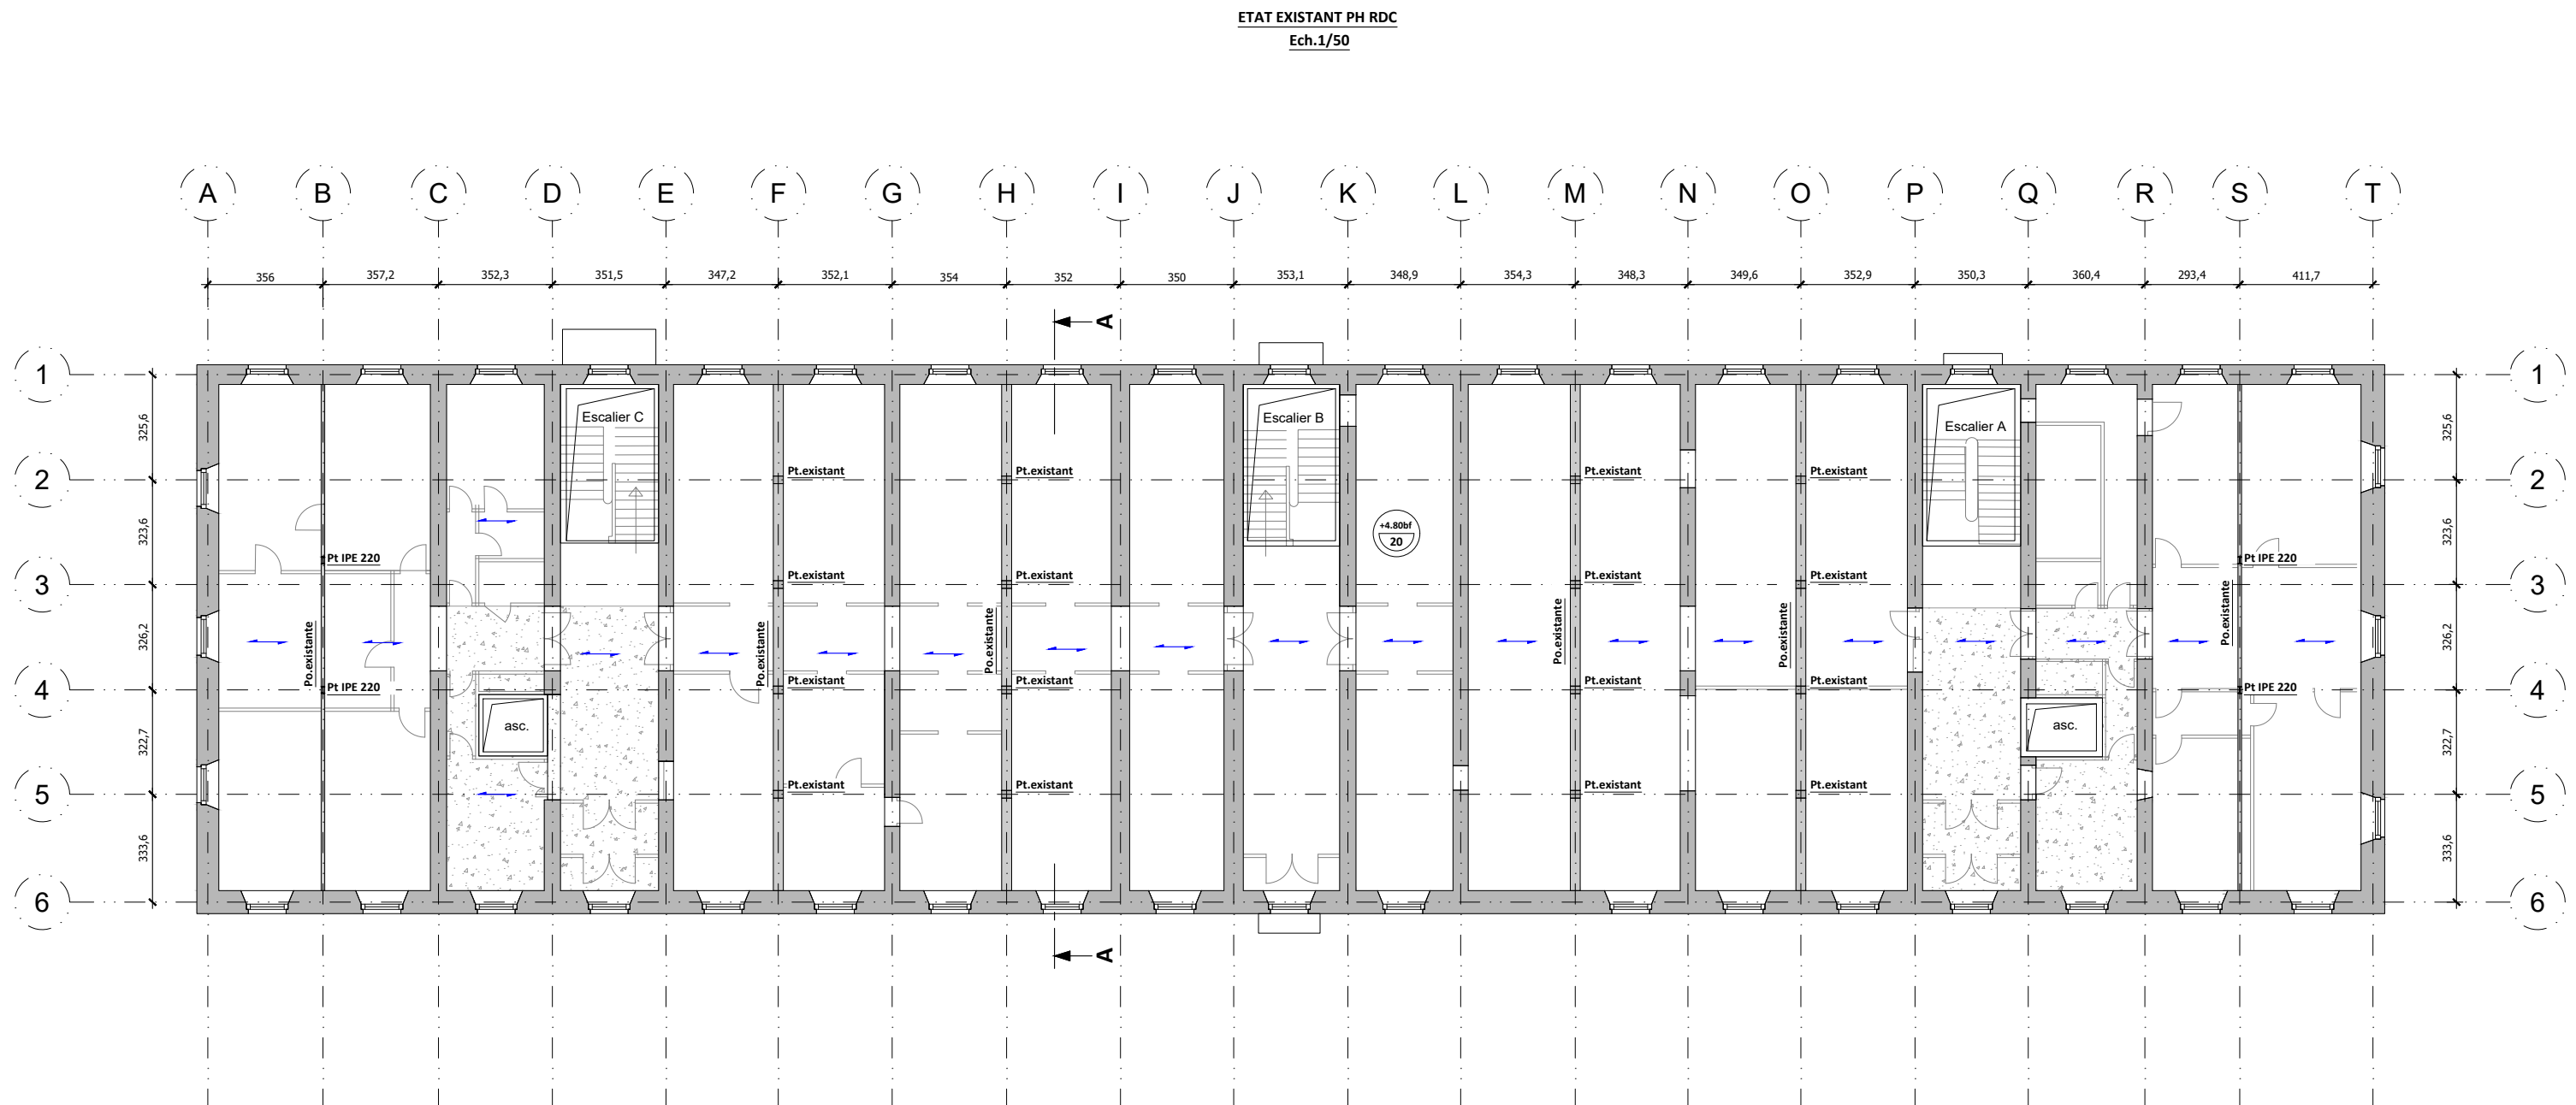 ETAT EXISTANT PH RDC
Ech.1/50
A B C D E F G H I J K L M N O P Q R S T
356 357,2 352,3 351,5 347,2 352,1 354 352 350 353,1 348,9 354,3 348,3 349,6 352,9 350,3 360,4 293,4 411,7
A
1 1
325,6 Escalier C Escalier B Escalier A 325,6
2 Pt.existant Pt.existant Pt.existant Pt.existant 2
323,6 +4.80bf 323,6
20
Pt IPE 220 Pt IPE 220
3 Pt.existant Pt.existant Pt.existant Pt.existant 3
326,2 Po.existante Po.existante Po.existante Po.existante Po.existante Po.existante 326,2
4 Pt IPE 220 Pt.existant Pt.existant Pt.existant Pt.existant Pt IPE 220 4
322,7 asc. asc. 322,7
5 Pt.existant Pt.existant Pt.existant Pt.existant 5
333,6 333,6
6 6
A